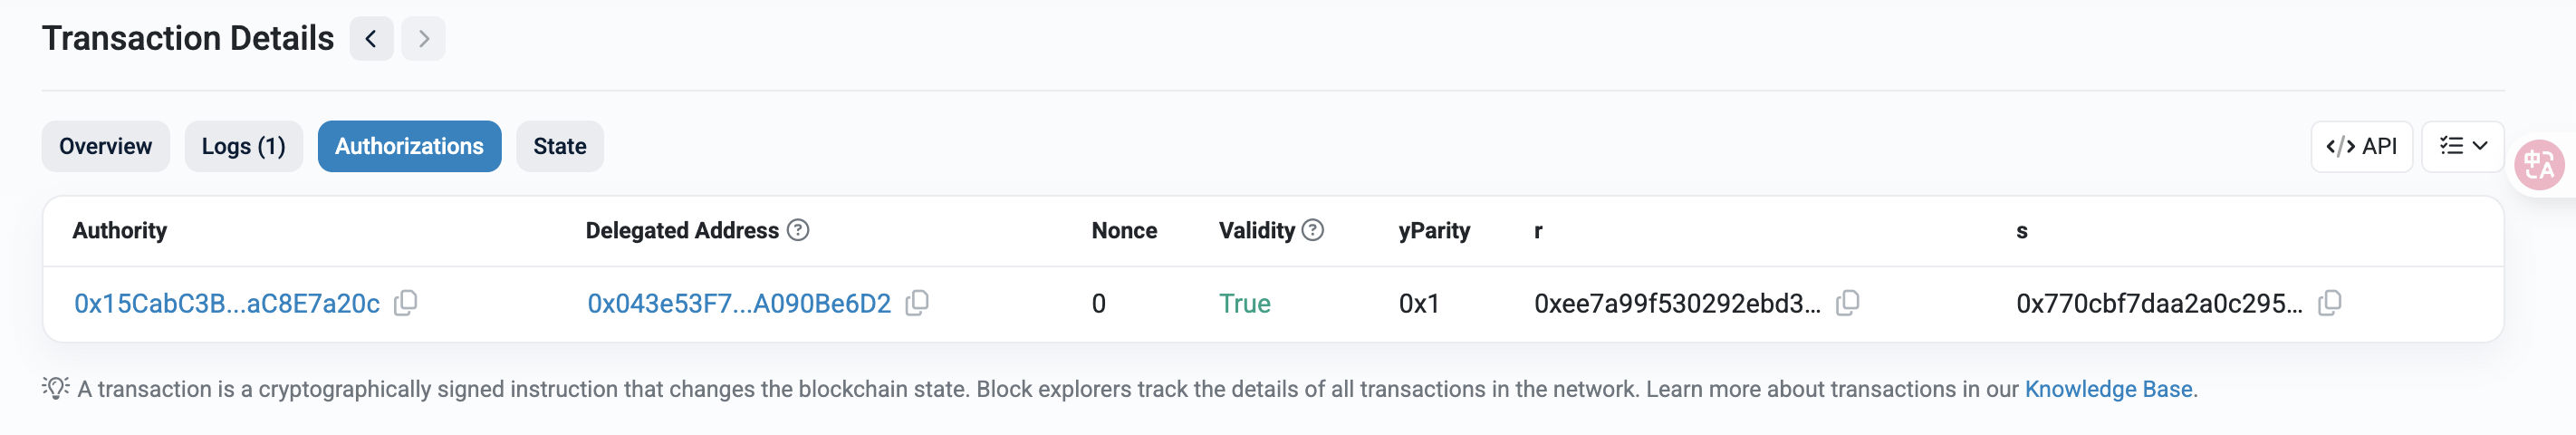 Transaction Details
Overview Logs (1) Authorizations State </> API
中A
Authority Delegated Address Nonce Validity yParity r s
0x15CabC3B...aC8E7a20c 0x043e53F7...A090Be6D2 0 True 0x1 0xee7a99f530292ebd3... 0x770cbf7daa2a0c295...
A transaction is a cryptographically signed instruction that changes the blockchain state. Block explorers track the details of all transactions in the network. Learn more about transactions in our Knowledge Base.